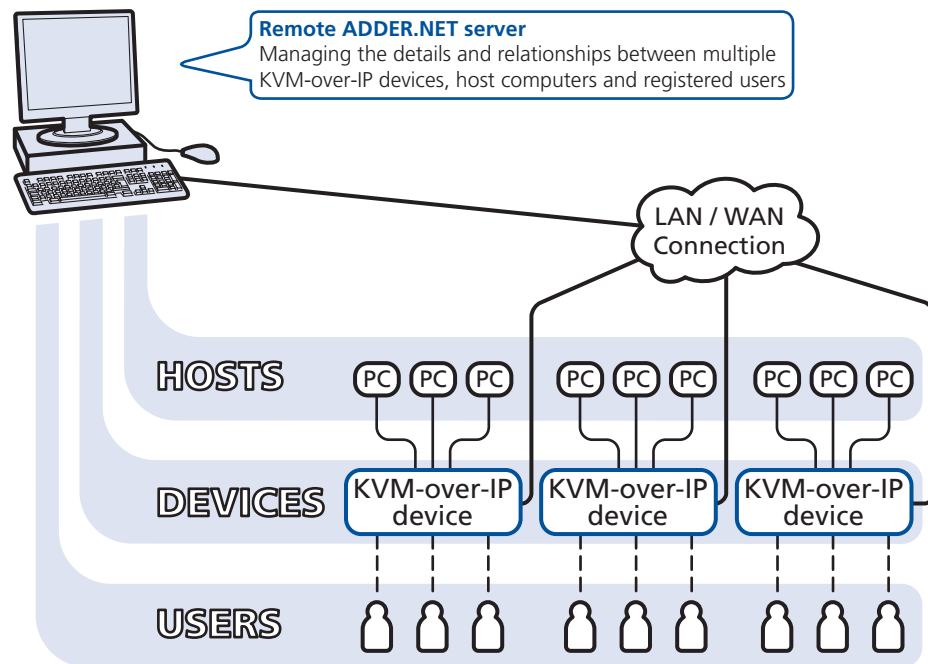 Remote ADDER.NET server
Managing the details and relationships between multiple
KVM-over-IP devices, host computers and registered users
LAN / WAN
Connection
HOSTS
PC PC PC PC PC PC PC PC PC
DEVICES
KVM-over-IP device
KVM-over-IP device
KVM-over-IP device
USERS